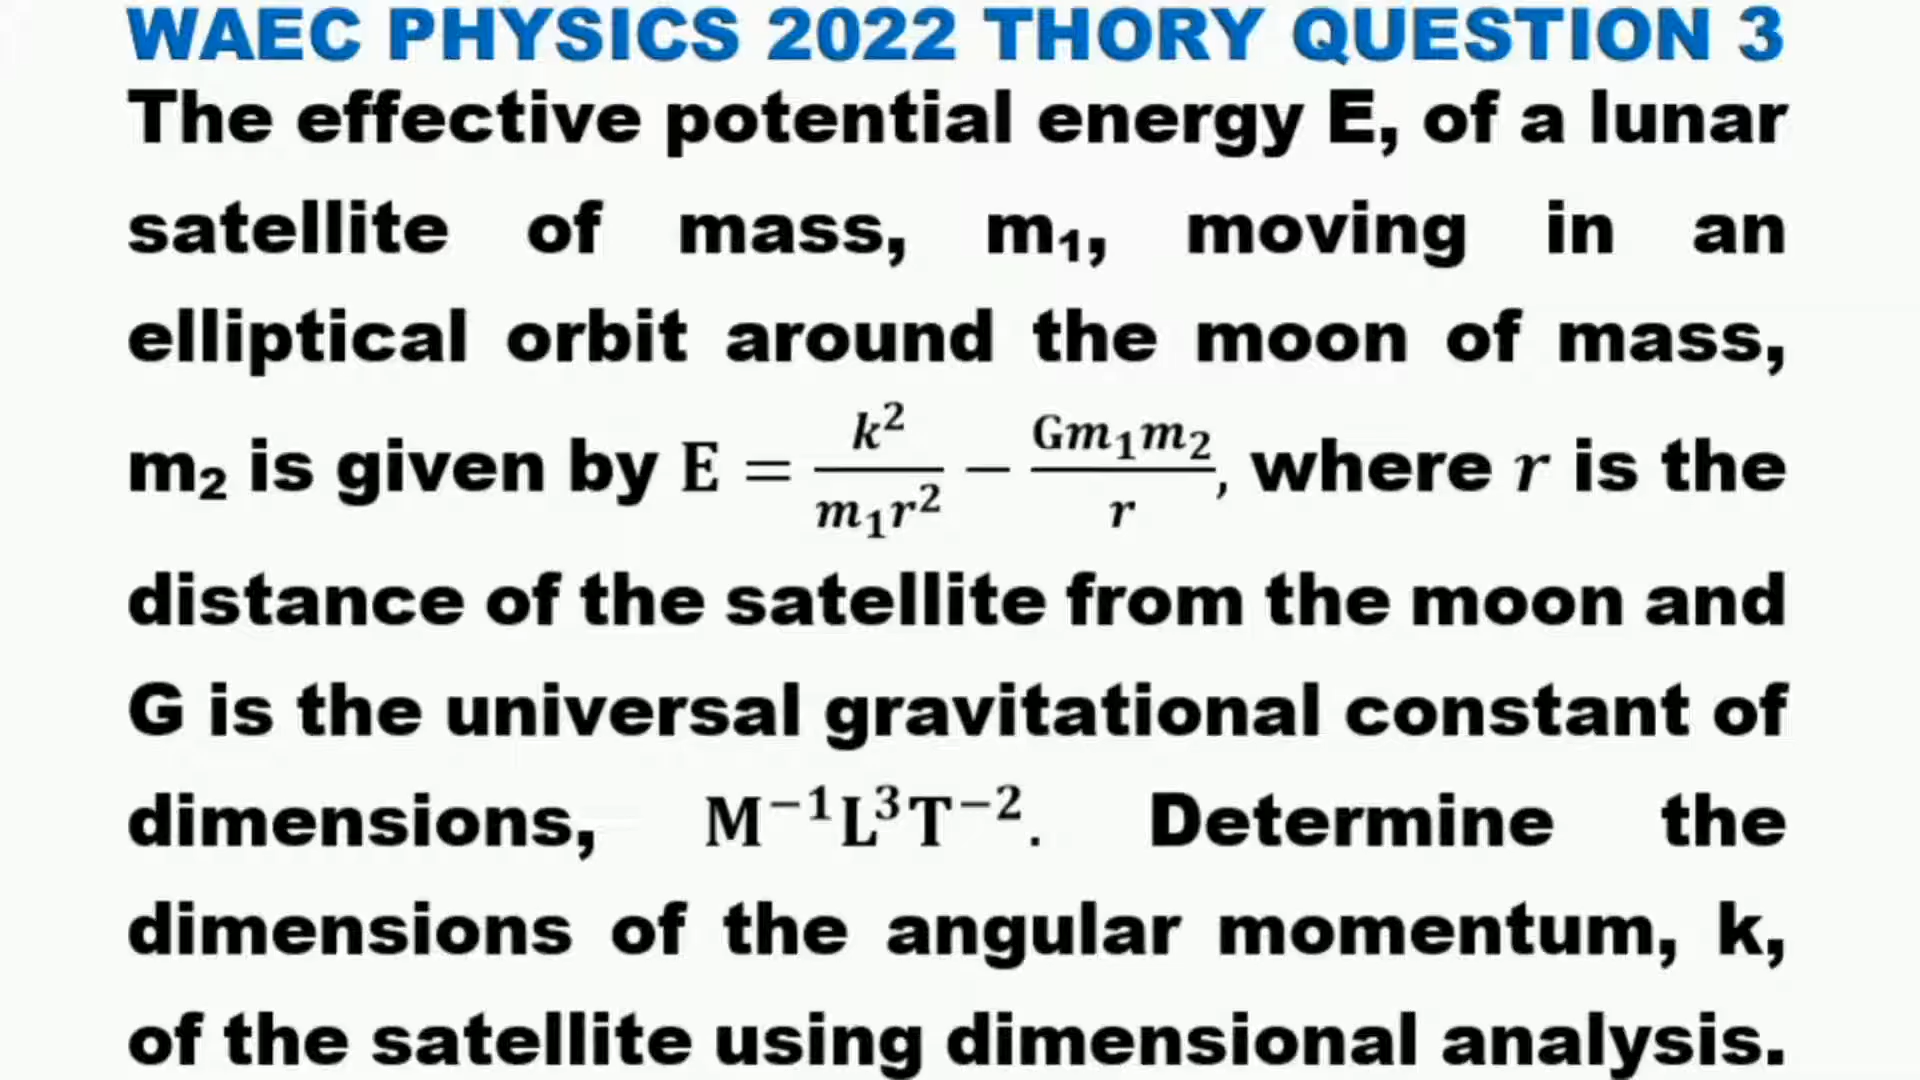 WAEC PHYSICS 2022 THORY QUESTION 3
The effective potential energy E, of a lunar
satellite of mass, m₁, moving in an
elliptical orbit around the moon of mass,
m₂ is given by E = k²/m₁r² − Gm₁m₂/r, where r is the
distance of the satellite from the moon and
G is the universal gravitational constant of
dimensions, M⁻¹L³T⁻². Determine the
dimensions of the angular momentum, k,
of the satellite using dimensional analysis.